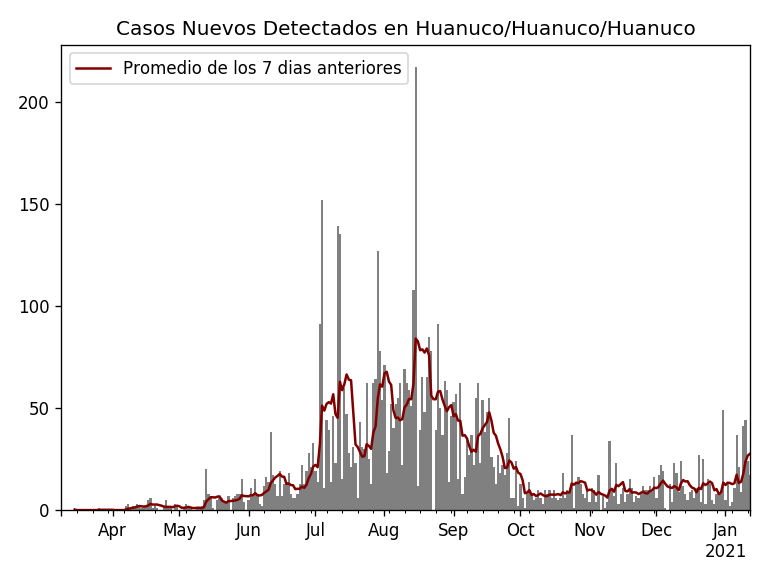 Casos Nuevos Detectados en Huanuco/Huanuco/Huanuco
Promedio de los 7 dias anteriores
200
150
100
50
0
Apr May Jun Jul Aug Sep Oct Nov Dec Jan
2021